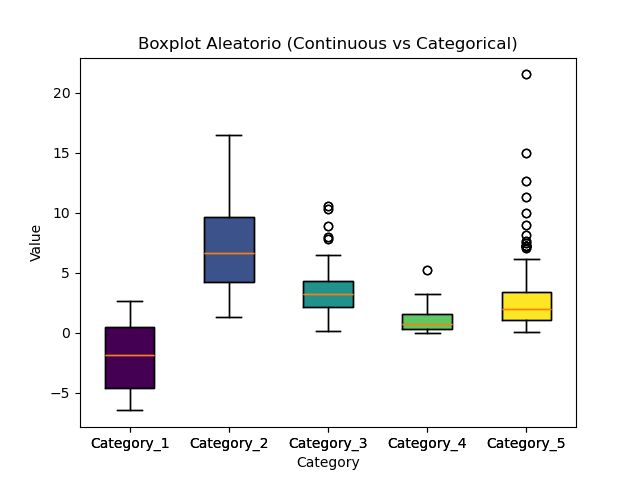 Boxplot Aleatorio (Continuous vs Categorical)
20
15
10
5
0
−5
Value
Category_1 Category_2 Category_3 Category_4 Category_5
Category